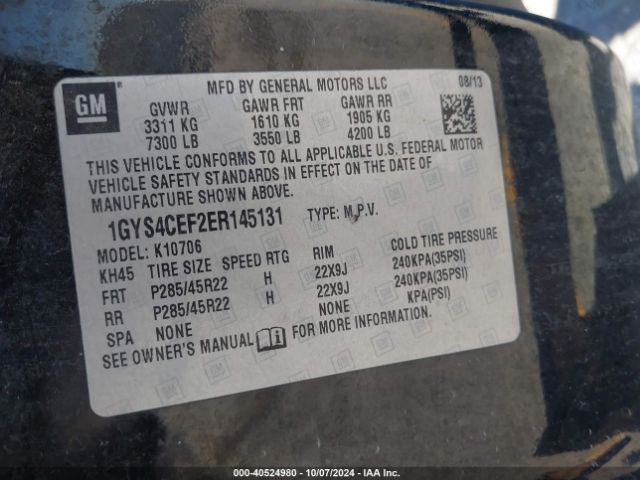 GM
MFD BY GENERAL MOTORS LLC 08/13
GVWR GAWR FRT GAWR RR
3311 KG 1610 KG 1905 KG
7300 LB 3550 LB 4200 LB
THIS VEHICLE CONFORMS TO ALL APPLICABLE U.S. FEDERAL MOTOR
VEHICLE SAFETY STANDARDS IN EFFECT ON THE DATE OF
MANUFACTURE SHOWN ABOVE.
1GYS4CEF2ER145131 TYPE: M.P.V.
MODEL: K10706
KH45 TIRE SIZE SPEED RTG RIM COLD TIRE PRESSURE
FRT P285/45R22 H 22X9J 240KPA(35PSI)
RR P285/45R22 H 22X9J 240KPA(35PSI)
SPA NONE NONE KPA(PSI)
SEE OWNER'S MANUAL FOR MORE INFORMATION.
000-40524980 - 10/07/2024 - IAA Inc.